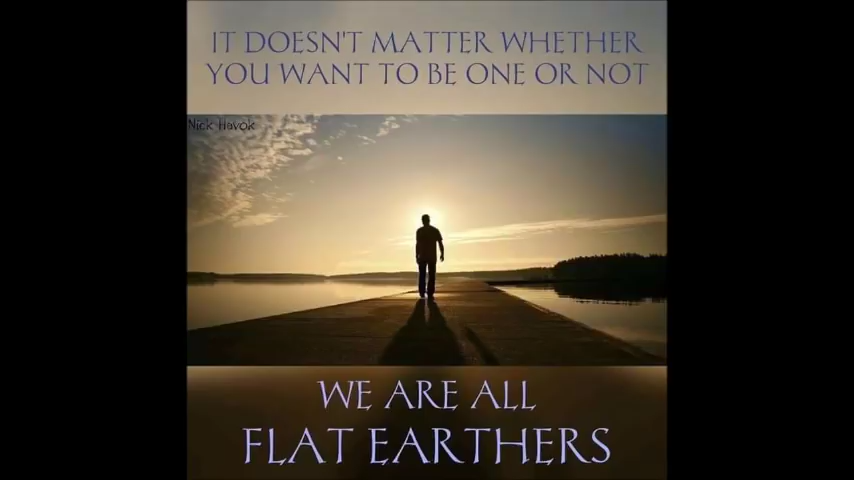 IT DOESN'T MATTER WHETHER
YOU WANT TO BE ONE OR NOT
Nick Havok
WE ARE ALL
FLAT EARTHERS